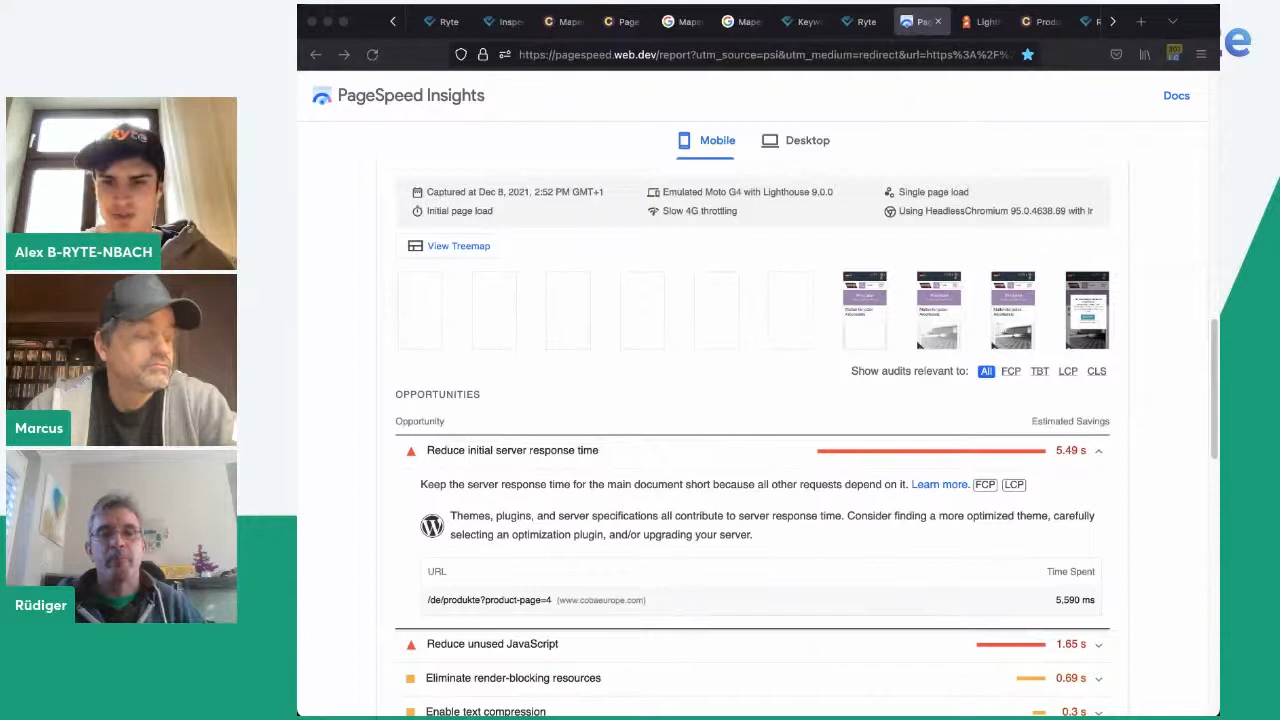 Ryte
Inspe
Mape
Page
Mape
Mape
Keyw
Ryte
Pag
Lighth
Produ
R
https://pagespeed.web.dev/report?utm_source=psi&utm_medium=redirect&url=https%3A%2F%
301
e
PageSpeed Insights
Docs
Mobile
Desktop
Captured at Dec 8, 2021, 2:52 PM GMT+1
Emulated Moto G4 with Lighthouse 9.0.0
Single page load
Initial page load
Slow 4G throttling
Using HeadlessChromium 95.0.4638.69 with lr
View Treemap
Show audits relevant to: All FCP TBT LCP CLS
OPPORTUNITIES
Opportunity
Estimated Savings
Reduce initial server response time
5.49 s
Keep the server response time for the main document short because all other requests depend on it. Learn more. FCP LCP
Themes, plugins, and server specifications all contribute to server response time. Consider finding a more optimized theme, carefully
selecting an optimization plugin, and/or upgrading your server.
URL
Time Spent
/de/produkte?product-page=4 (www.cobaeurope.com)
5,590 ms
Reduce unused JavaScript
1.65 s
Eliminate render-blocking resources
0.69 s
Enable text compression
0.3 s
Ryte
Alex B-RYTE-NBACH
Marcus
Rüdiger